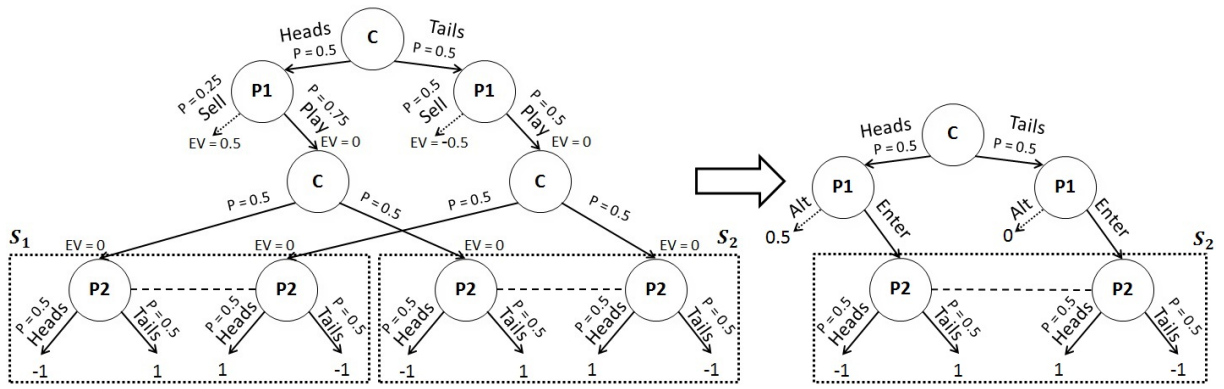 Heads C Tails
P = 0.5 P = 0.5
P = 0.25 Sell P1 P = 0.75 Play
P = 0.5 Sell P1 P = 0.5 Play
EV = 0.5 EV = 0 EV = -0.5 EV = 0
C C
P = 0.5 P = 0.5 P = 0.5 P = 0.5
S1 EV = 0 EV = 0 EV = 0 EV = 0 S2
P2 P2 P2 P2
P = 0.5 Heads P = 0.5 Tails P = 0.5 Heads P = 0.5 Tails P = 0.5 Heads P = 0.5 Tails P = 0.5 Heads P = 0.5 Tails
-1 1 1 -1 -1 1 1 -1
Heads C Tails
P = 0.5 P = 0.5
P1 P1
Alt Enter Alt Enter
0.5 0
S2
P2 P2
P = 0.5 Heads P = 0.5 Tails P = 0.5 Heads P = 0.5 Tails
-1 1 1 -1